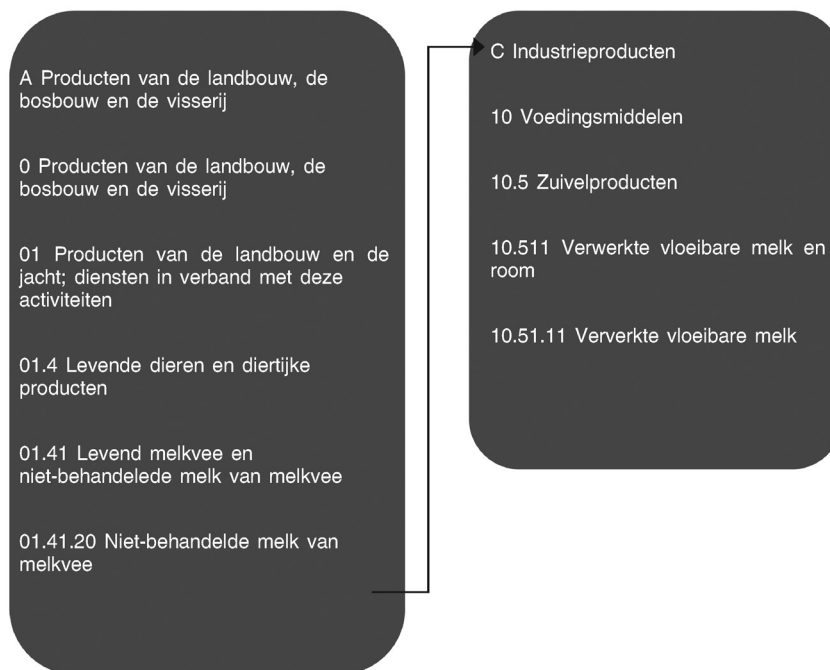 A Producten van de landbouw, de
bosbouw en de visserij
0 Producten van de landbouw, de
bosbouw en de visserij
01 Producten van de landbouw en de
jacht; diensten in verband met deze
activiteiten
01.4 Levende dieren en diertijke
producten
01.41 Levend melkvee en
niet-behandelede melk van melkvee
01.41.20 Niet-behandelde melk van
melkvee
C Industrieproducten
10 Voedingsmiddelen
10.5 Zuivelproducten
10.511 Verwerkte vloeibare melk en
room
10.51.11 Ververkte vloeibare melk